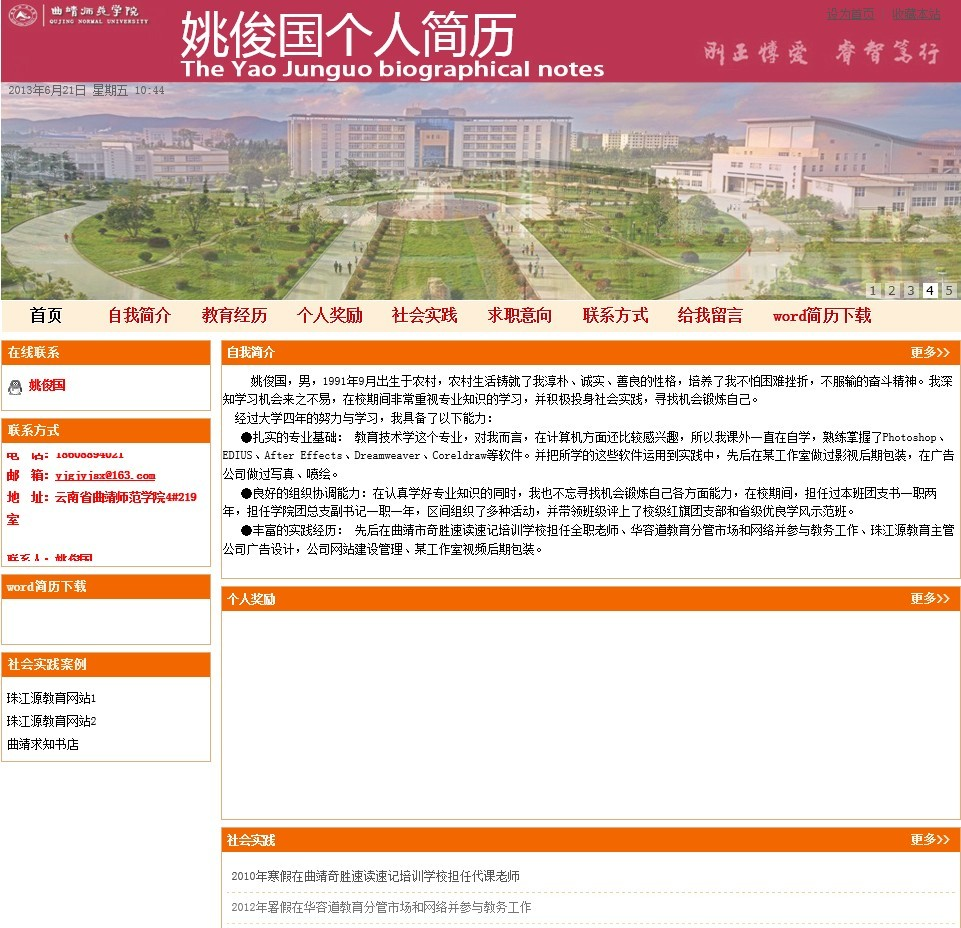 曲靖师范学院
QUJING NORMAL UNIVERSITY
设为首页 收藏本站
姚俊国个人简历
The Yao Junguo biographical notes
刚正博爱 睿智笃行
2013年6月21日 星期五 10:44
1 2 3 4 5
首页 自我简介 教育经历 个人奖励 社会实践 求职意向 联系方式 给我留言 word简历下载
在线联系
姚俊国
联系方式
电 话: 18608894021
邮 箱: yjgjyjsx@163.com
地 址: 云南省曲靖师范学院4#219
室
联系人: 姚俊国
word简历下载
社会实践案例
珠江源教育网站1
珠江源教育网站2
曲靖求知书店
自我简介 更多>>
姚俊国，男，1991年9月出生于农村，农村生活铸就了我淳朴、诚实、善良的性格，培养了我不怕困难挫折，不服输的奋斗精神。我深
知学习机会来之不易，在校期间非常重视专业知识的学习，并积极投身社会实践，寻找机会锻炼自己。
经过大学四年的努力与学习，我具备了以下能力：
●扎实的专业基础： 教育技术学这个专业，对我而言，在计算机方面还比较感兴趣，所以我课外一直在自学，熟练掌握了Photoshop、
EDIUS、After Effects、Dreamweaver、Coreldraw等软件。并把所学的这些软件运用到实践中，先后在某工作室做过影视后期包装，在广告
公司做过写真、喷绘。
●良好的组织协调能力：在认真学好专业知识的同时，我也不忘寻找机会锻炼自己各方面能力，在校期间，担任过本班团支书一职两
年，担任学院团总支副书记一职一年，区间组织了多种活动，并带领班级评上了校级红旗团支部和省级优良学风示范班。
●丰富的实践经历： 先后在曲靖市奇胜速读速记培训学校担任全职老师、华容道教育分管市场和网络并参与教务工作、珠江源教育主管
公司广告设计，公司网站建设管理、某工作室视频后期包装。
个人奖励 更多>>
社会实践 更多>>
2010年寒假在曲靖奇胜速读速记培训学校担任代课老师
2012年暑假在华容道教育分管市场和网络并参与教务工作